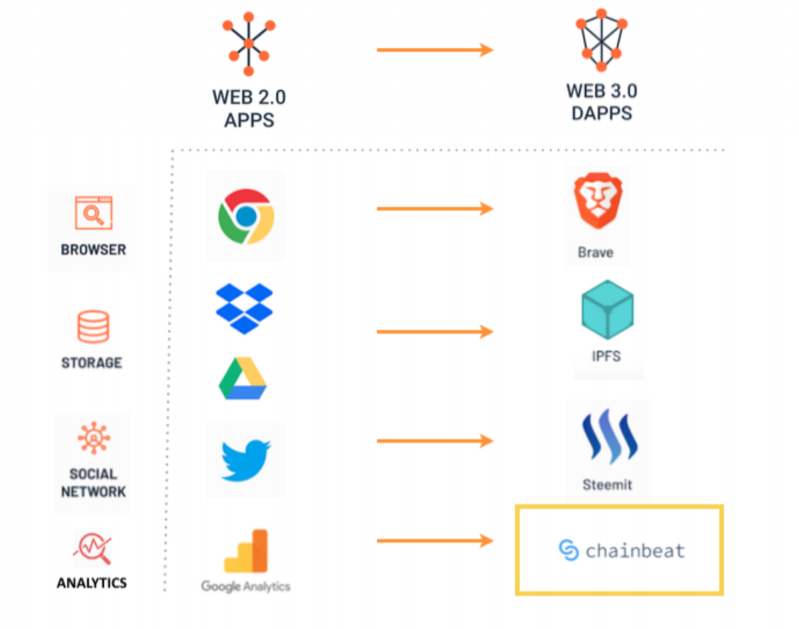 WEB 2.0
APPS
WEB 3.0
DAPPS
BROWSER
Brave
STORAGE
IPFS
SOCIAL
NETWORK
Steemit
ANALYTICS
Google Analytics
chainbeat